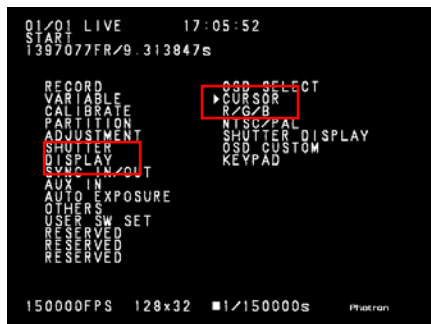 01/01 LIVE 17:05:52
START
1397077FR/9.313847s
RECORD
VARIABLE
CALIBRATE
PARTITION
ADJUSTMENT
SHUTTER
DISPLAY
SYNC IN/OUT
AUX IN
AUTO EXPOSURE
OTHERS
USER SW SET
RESERVED
RESERVED
RESERVED
OSD SELECT
▶CURSOR
R/G/B
NTSC/PAL
SHUTTER DISPLAY
OSD CUSTOM
KEYPAD
150000FPS 128x32 ■1/150000s Photron